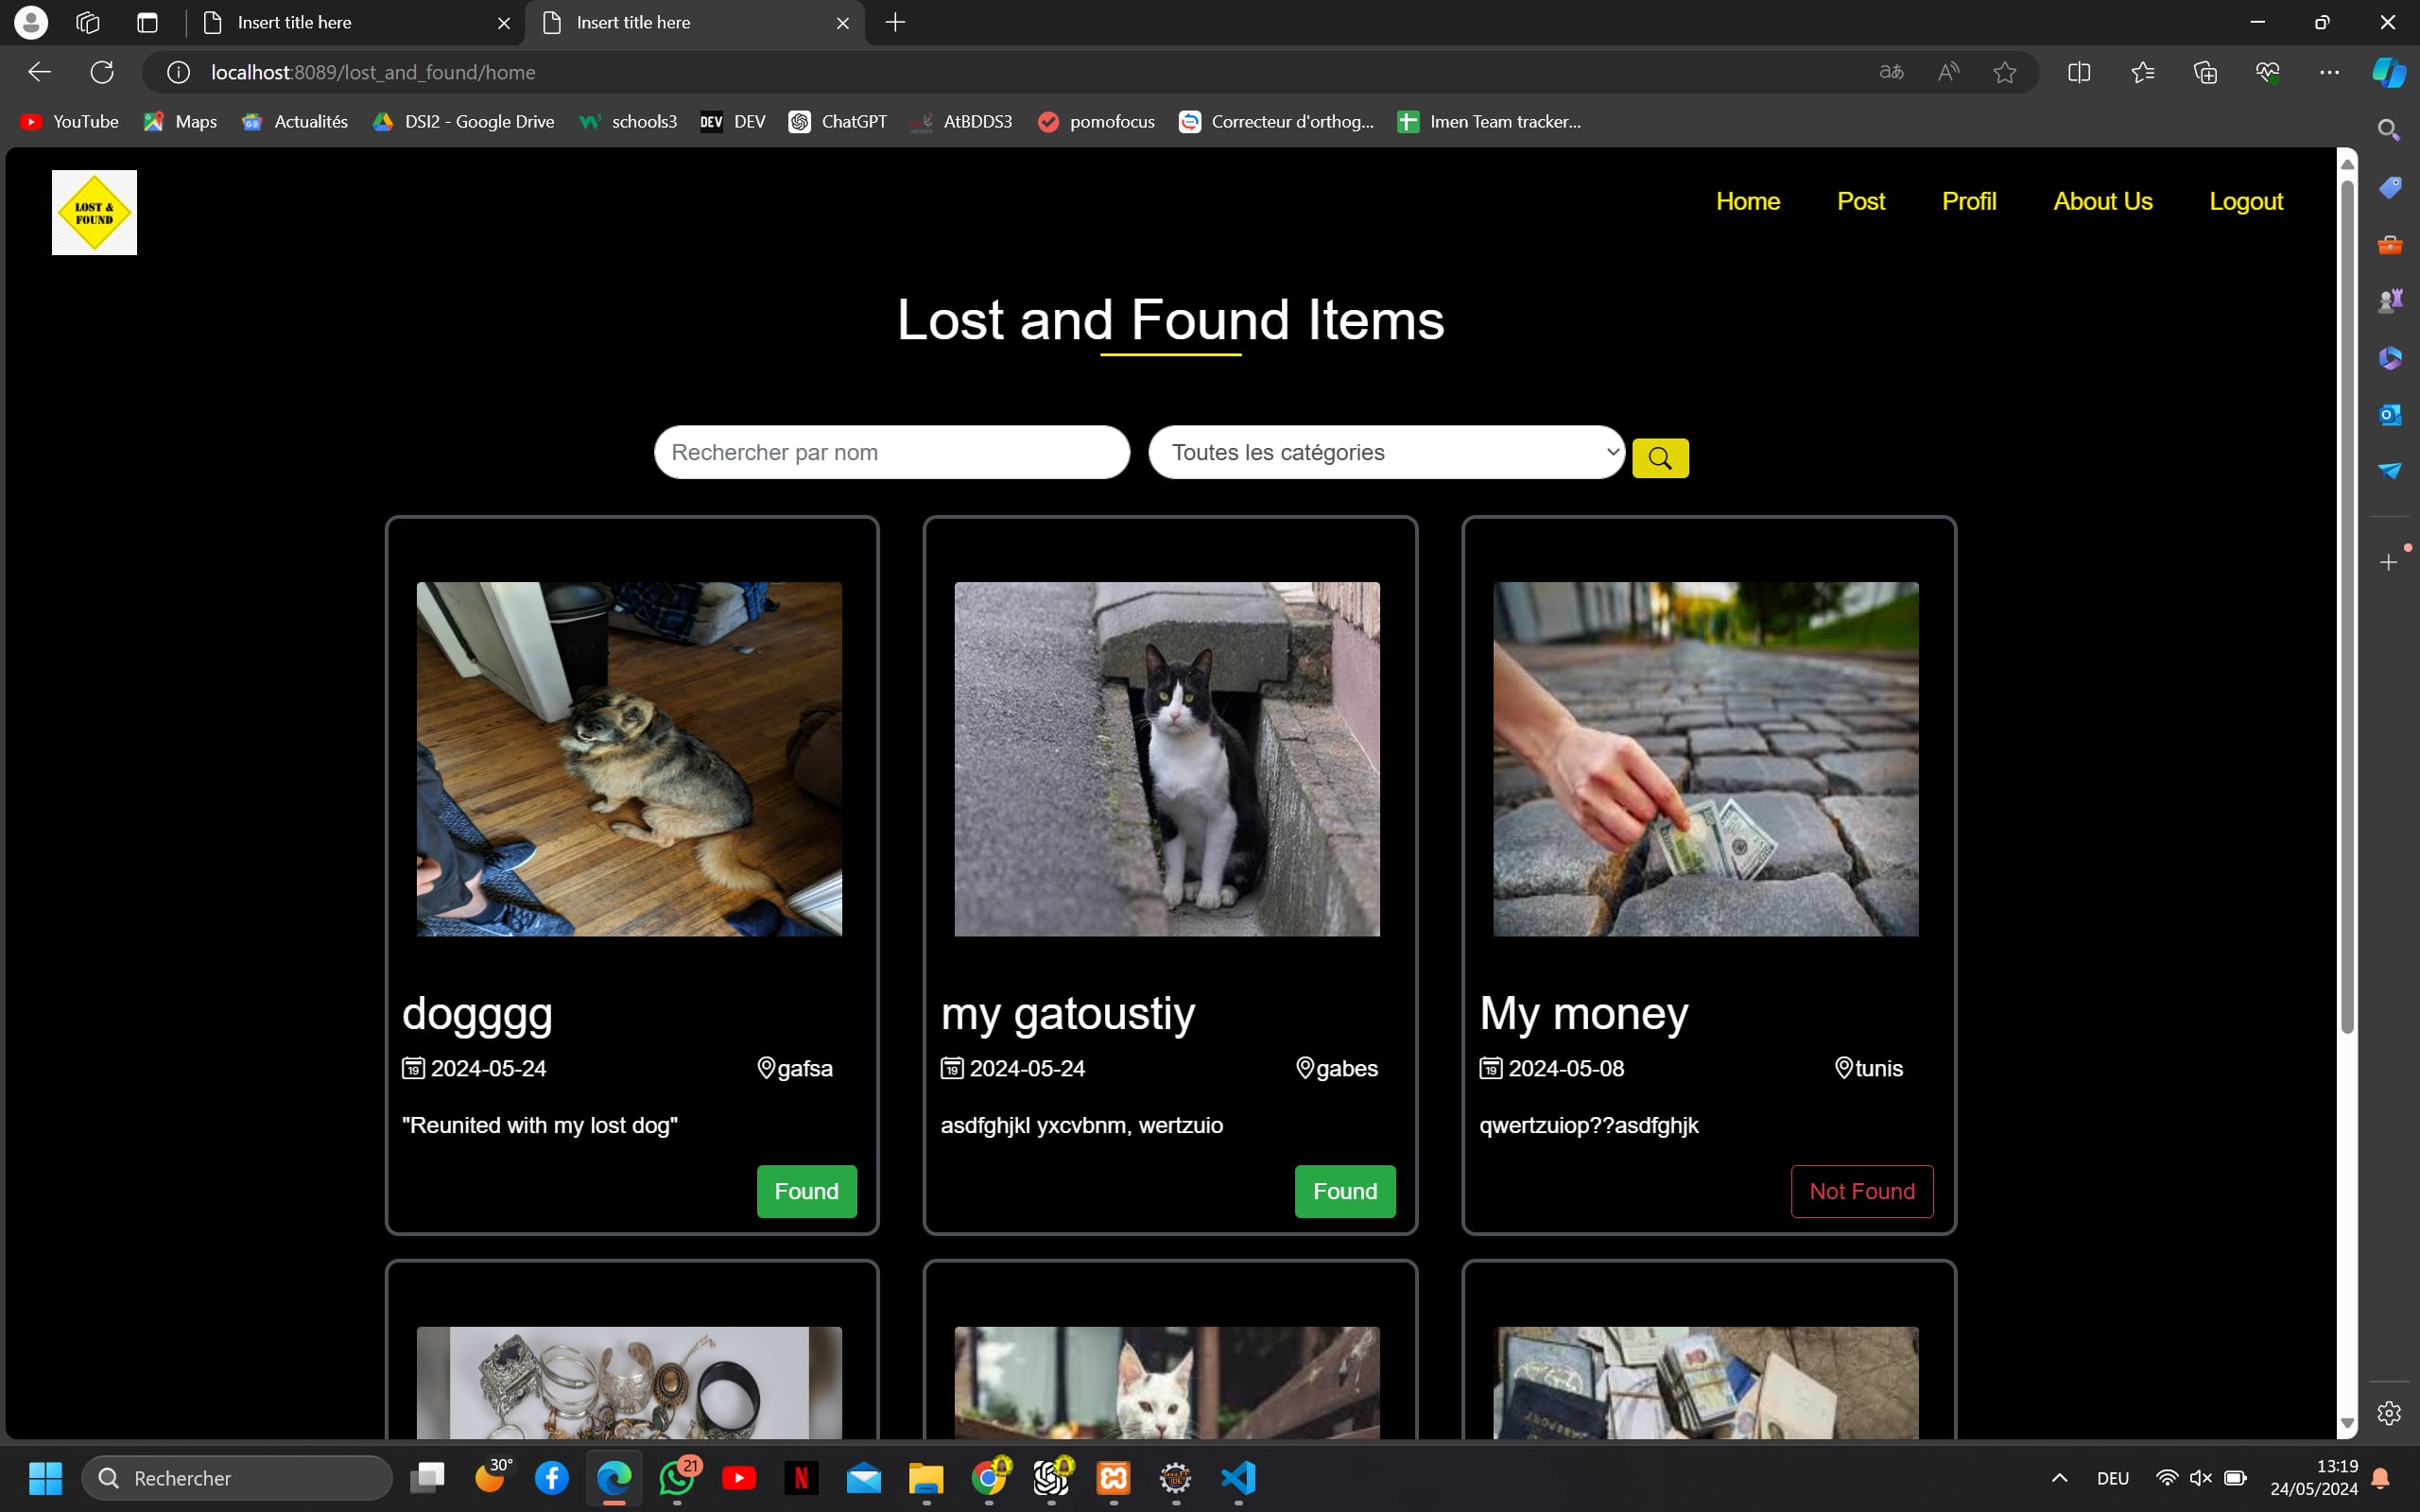 Insert title here
Insert title here
localhost:8089/lost_and_found/home
aあ
YouTube
Maps
Actualités
DSI2 - Google Drive
schools3
DEV DEV
ChatGPT
AtBDDS3
pomofocus
Correcteur d'orthog...
Imen Team tracker...
LOST &
FOUND
Home
Post
Profil
About Us
Logout
Lost and Found Items
Rechercher par nom
Toutes les catégories
dogggg
19 2024-05-24
gafsa
"Reunited with my lost dog"
Found
my gatoustiy
19 2024-05-24
gabes
asdfghjkl yxcvbnm, wertzuio
Found
My money
19 2024-05-08
tunis
qwertzuiop??asdfghjk
Not Found
Rechercher
30°
21
DEU
13:19
24/05/2024